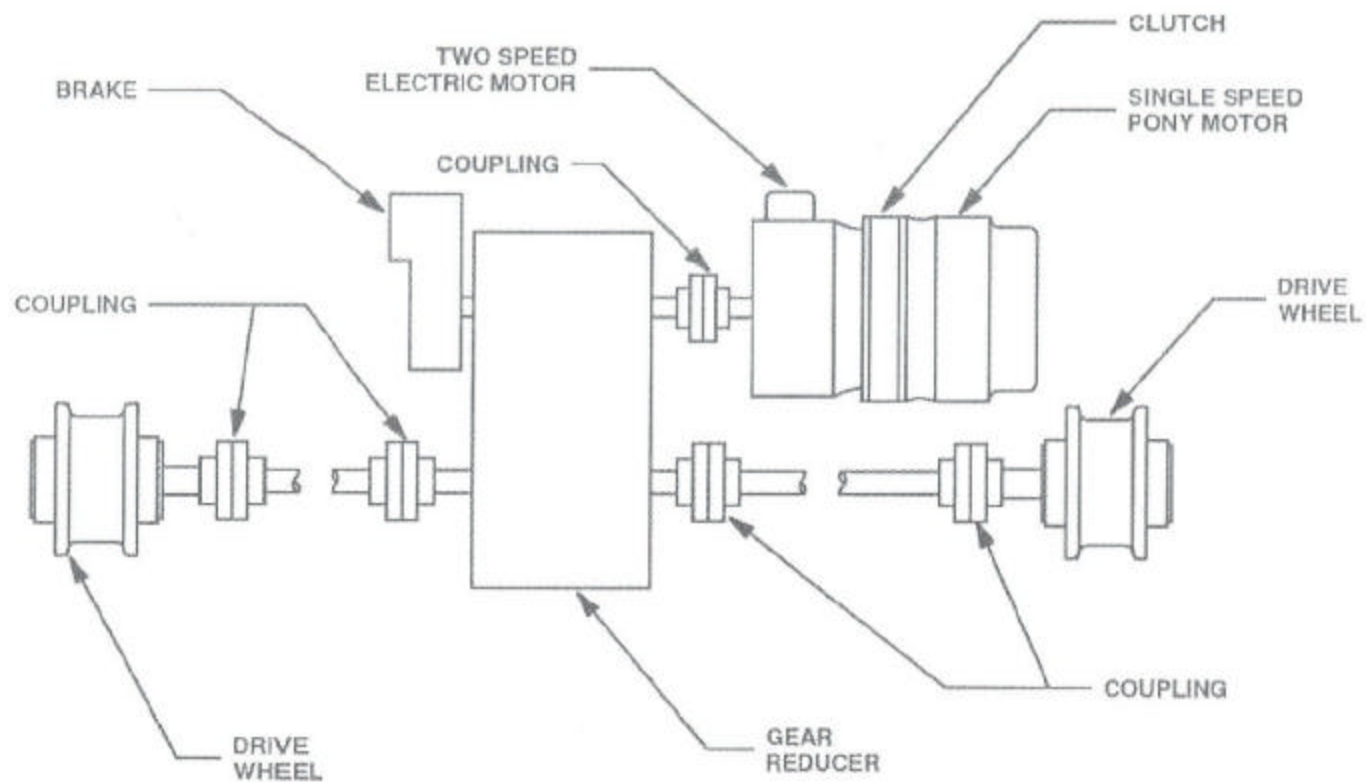 CLUTCH
TWO SPEED
ELECTRIC MOTOR
BRAKE
SINGLE SPEED
PONY MOTOR
COUPLING
COUPLING
DRIVE
WHEEL
COUPLING
DRIVE
WHEEL
GEAR
REDUCER